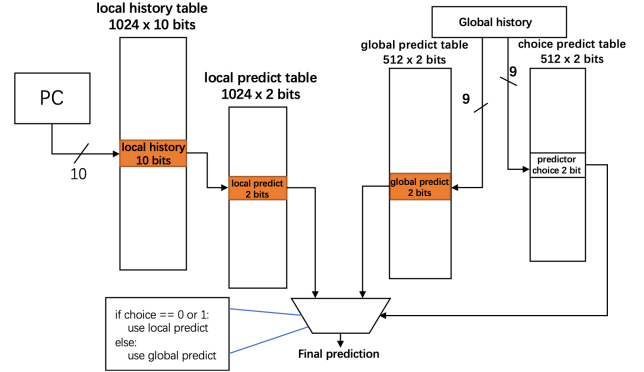 local history table
1024 x 10 bits
Global history
global predict table
512 x 2 bits
choice predict table
512 x 2 bits
local predict table
1024 x 2 bits
PC
10
9
9
local history
10 bits
local predict
2 bits
global predict
2 bits
predictor
choice 2 bit
if choice == 0 or 1:
use local predict
else:
use global predict
Final prediction